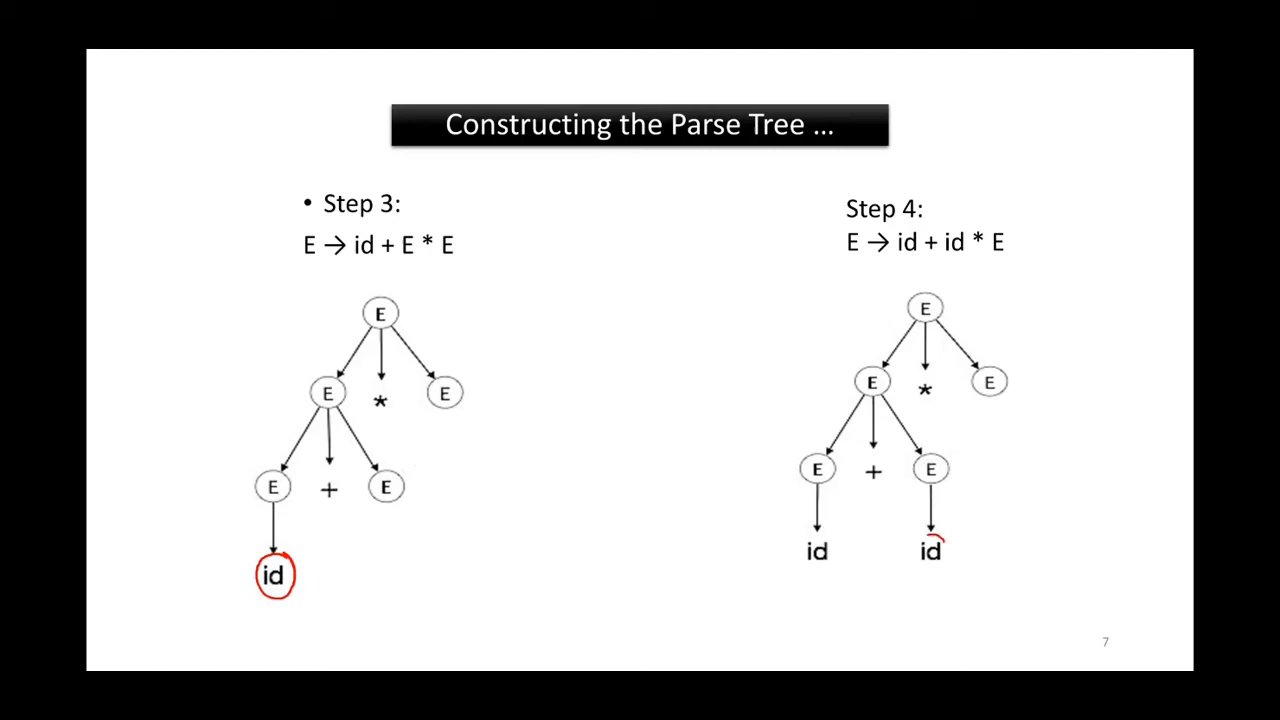 Constructing the Parse Tree ...
• Step 3:
E → id + E * E
E
E * E
E + E
id
Step 4:
E → id + id * E
E
E * E
E + E
id id
7